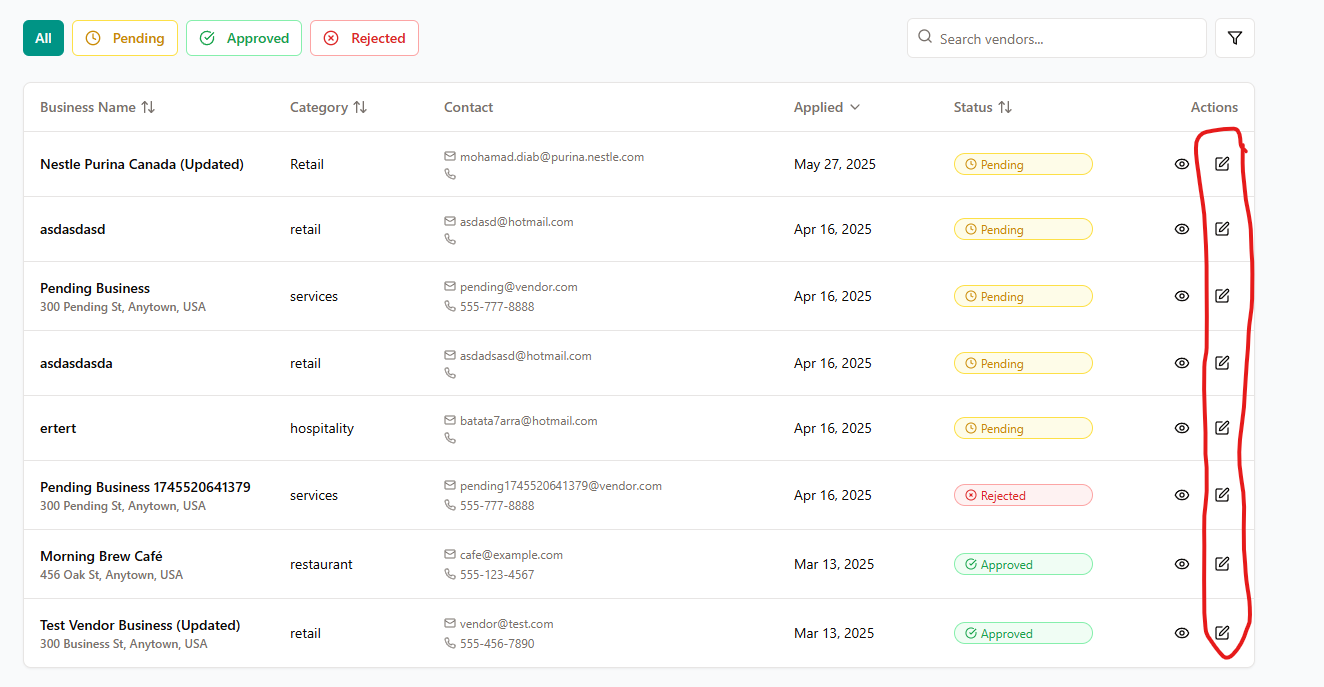 All Pending Approved Rejected Search vendors...
Business Name Category Contact Applied Status Actions
Nestle Purina Canada (Updated) Retail mohamad.diab@purina.nestle.com May 27, 2025 Pending
asdasdasd retail asdasd@hotmail.com Apr 16, 2025 Pending
Pending Business services pending@vendor.com Apr 16, 2025 Pending
300 Pending St, Anytown, USA 555-777-8888
asdasdasda retail asdadsasd@hotmail.com Apr 16, 2025 Pending
ertert hospitality batata7arra@hotmail.com Apr 16, 2025 Pending
Pending Business 1745520641379 services pending1745520641379@vendor.com Apr 16, 2025 Rejected
300 Pending St, Anytown, USA 555-777-8888
Morning Brew Café restaurant cafe@example.com Mar 13, 2025 Approved
456 Oak St, Anytown, USA 555-123-4567
Test Vendor Business (Updated) retail vendor@test.com Mar 13, 2025 Approved
300 Business St, Anytown, USA 555-456-7890